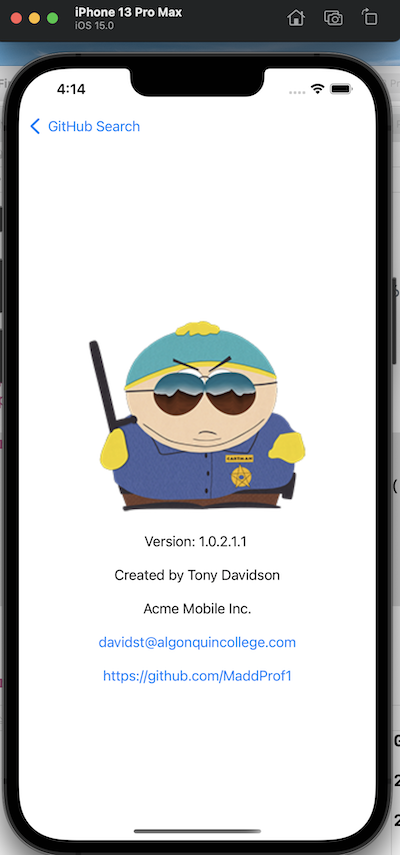 iPhone 13 Pro Max
iOS 15.0
4:14
GitHub Search
CARTMAN
Version: 1.0.2.1.1
Created by Tony Davidson
Acme Mobile Inc.
davidst@algonquincollege.com
https://github.com/MaddProf1